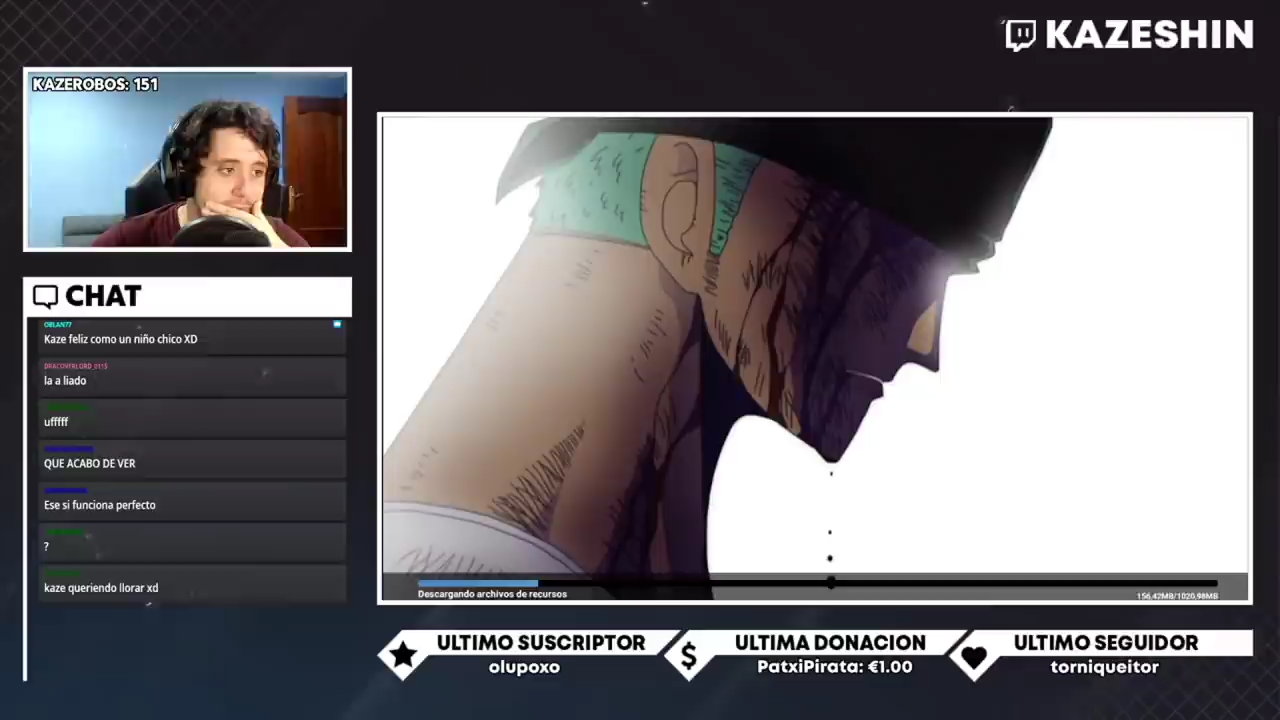 KAZESHIN
KAZEROBOS: 151
CHAT
OBLAN77
Kaze feliz como un niño chico XD
DRACOVERLORD_0115
la a liado
ufffff
QUE ACABO DE VER
Ese si funciona perfecto
?
kaze queriendo llorar xd
Descargando archivos de recursos
156,42MB/1020,98MB
ULTIMO SUSCRIPTOR
olupoxo
ULTIMA DONACION
PatxiPirata: €1.00
ULTIMO SEGUIDOR
torniqueitor